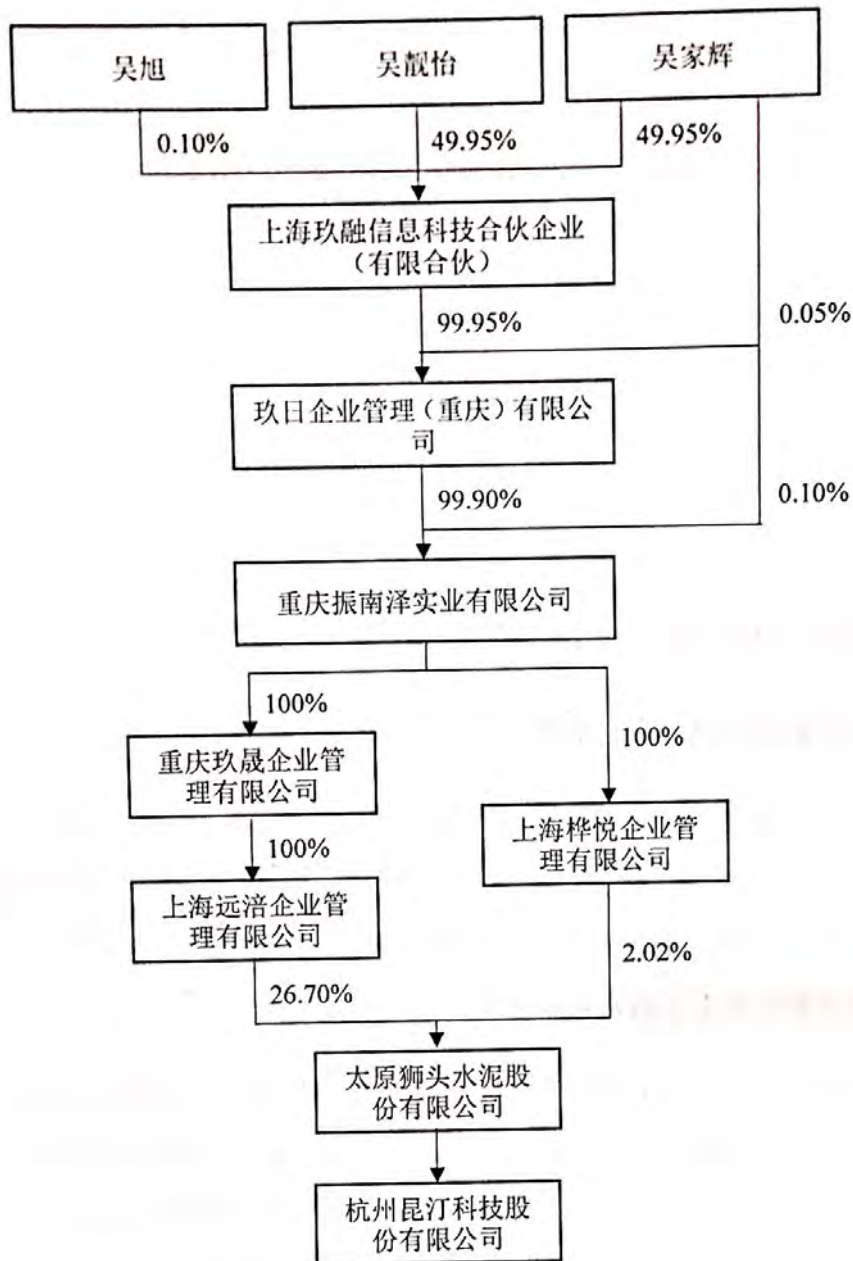 吴旭
吴靓怡
吴家辉
0.10%
49.95%
49.95%
上海玖融信息科技合伙企业
（有限合伙）
99.95%
0.05%
玖日企业管理（重庆）有限公
司
99.90%
0.10%
重庆振南泽实业有限公司
100%
100%
重庆玖晟企业管
理有限公司
上海桦悦企业管
理有限公司
100%
上海远涪企业管
理有限公司
26.70%
2.02%
太原狮头水泥股
份有限公司
杭州昆汀科技股
份有限公司